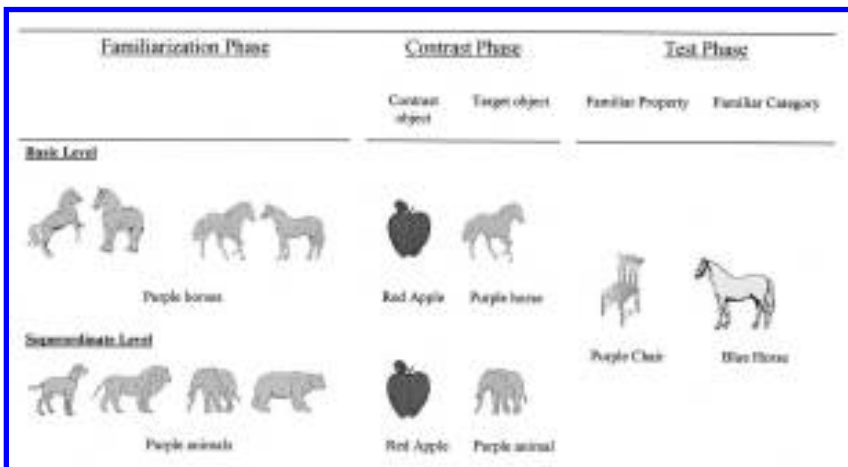 Familiarization Phase
Contrast Phase
Test Phase
Contrast object
Target object
Familiar Property
Familiar Category
Basic Level
Purple horses
Red Apple
Purple horse
Purple Chair
Blue Horse
Superordinate Level
Purple animals
Red Apple
Purple animal